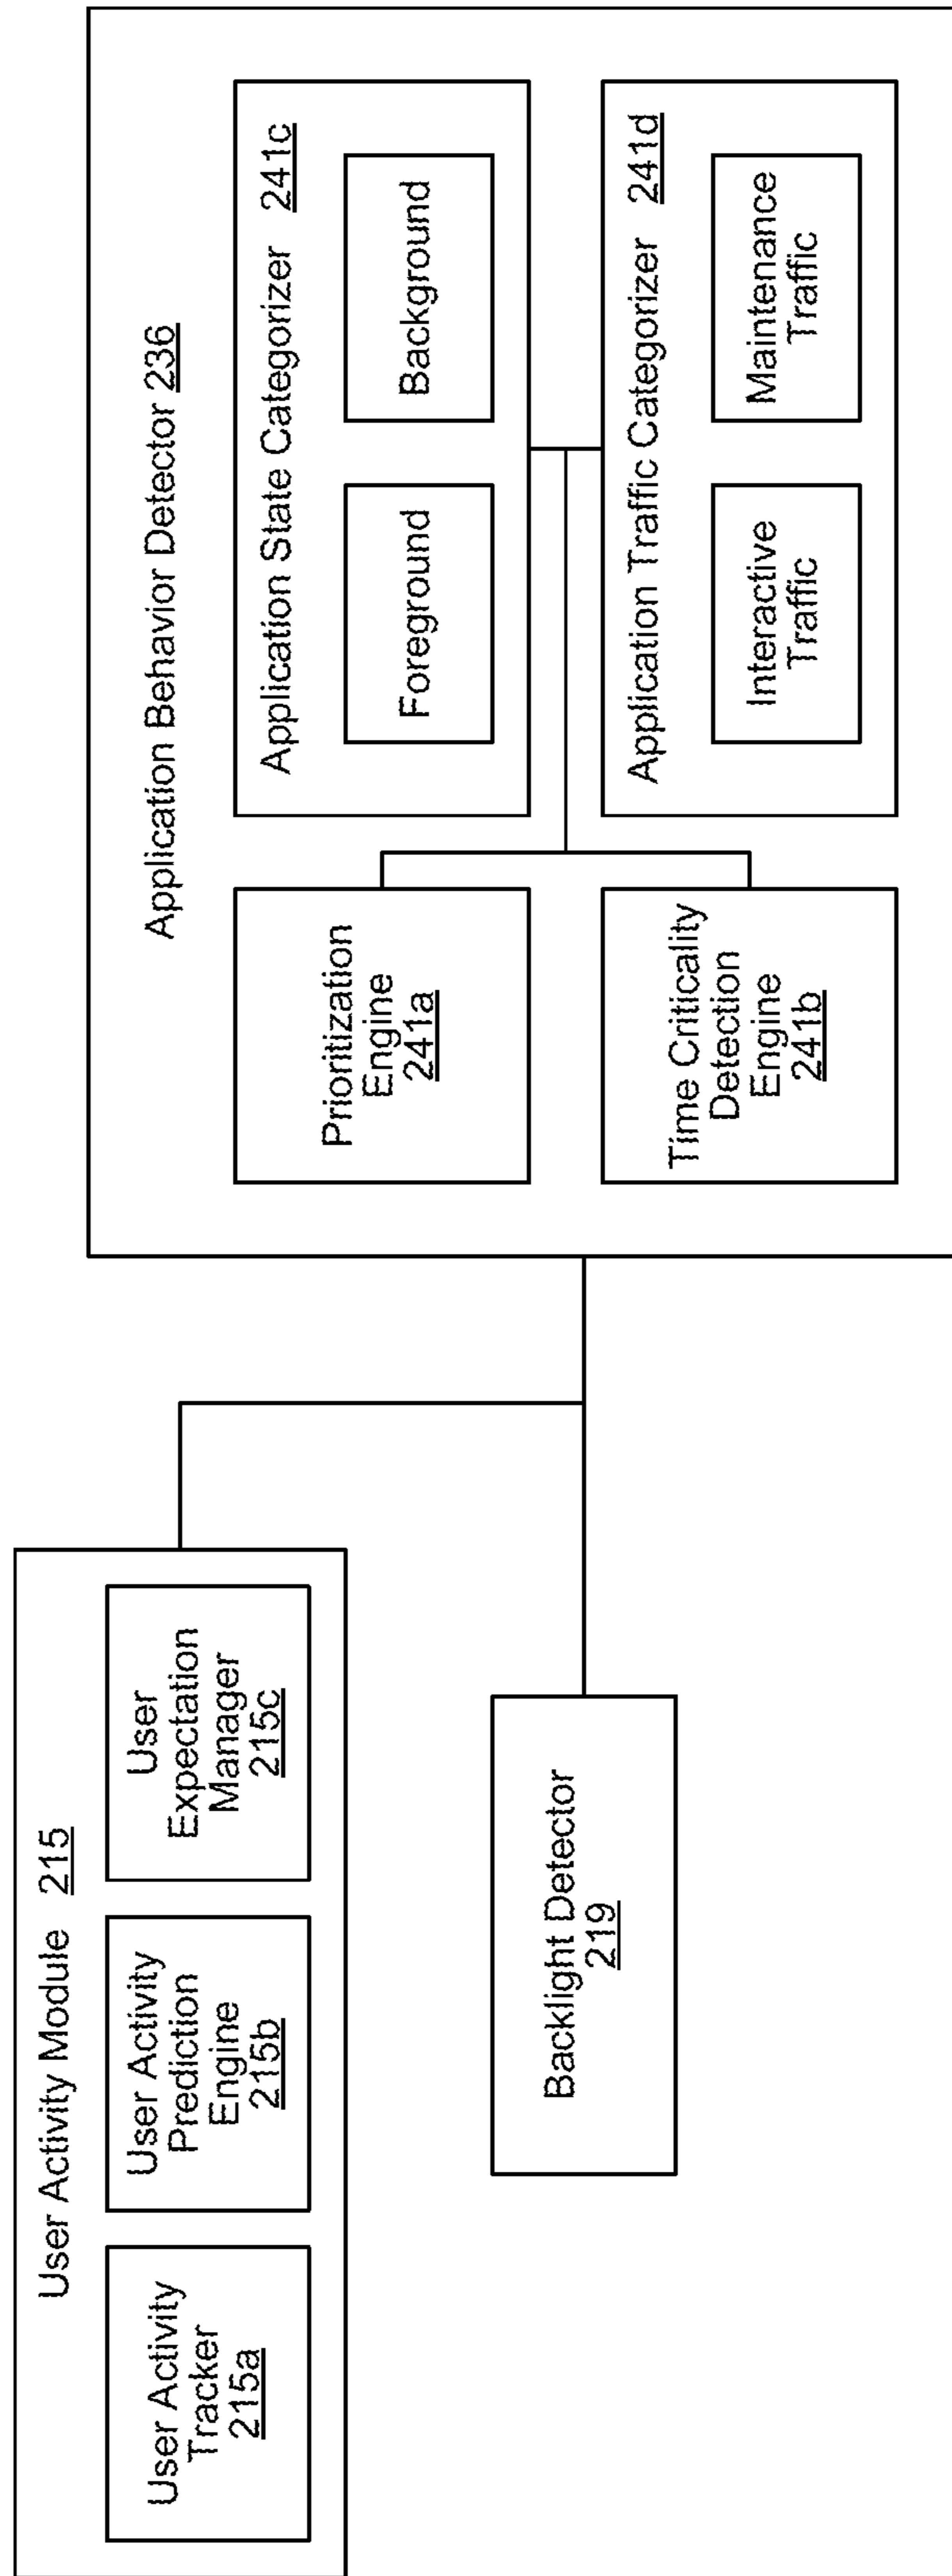 User Activity Module 215
User Activity
Tracker
215a
User Activity
Prediction
Engine
215b
User
Expectation
Manager
215c
Backlight Detector
219
Application Behavior Detector 236
Prioritization
Engine
241a
Time Criticality
Detection
Engine
241b
Application State Categorizer 241c
Foreground
Background
Application Traffic Categorizer 241d
Interactive
Traffic
Maintenance
Traffic